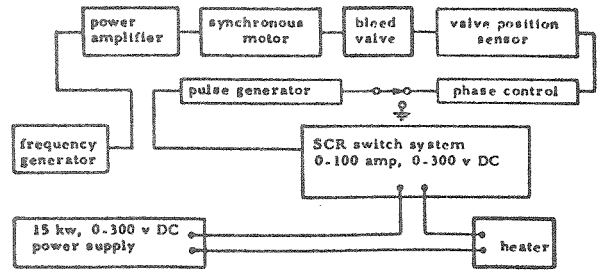 power
amplifier
synchronous
motor
bleed
valve
valve position
sensor
pulse generator
phase control
frequency
generator
SCR switch system
0-100 amp, 0-300 v DC
15 kw, 0-300 v DC
power supply
heater